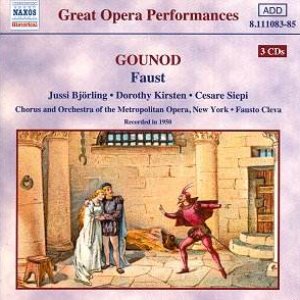 NAXOS
Great Opera Performances
ADD
8.111083-85
3 CDs
GOUNOD
Faust
Jussi Björling • Dorothy Kirsten • Cesare Siepi
Chorus and Orchestra of the Metropolitan Opera, New York • Fausto Cleva
Recorded in 1950